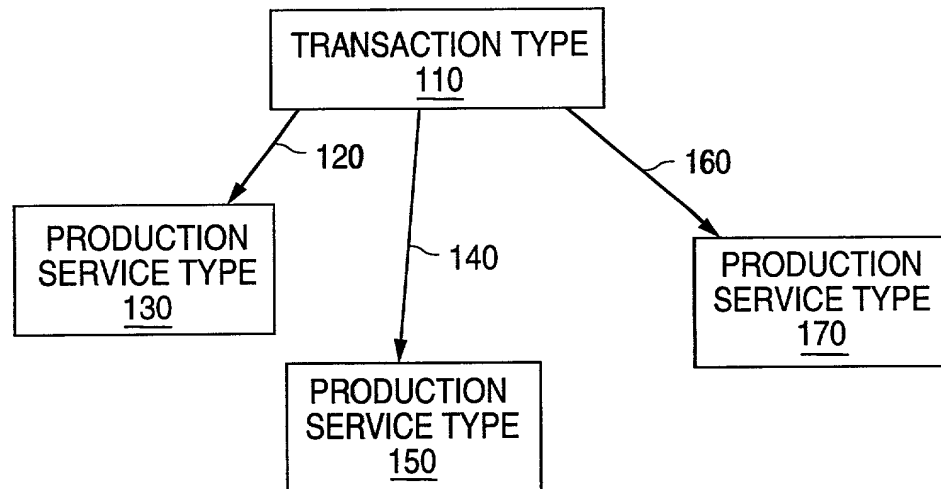 TRANSACTION TYPE
110
120
160
PRODUCTION
SERVICE TYPE
130
140
PRODUCTION
SERVICE TYPE
170
PRODUCTION
SERVICE TYPE
150